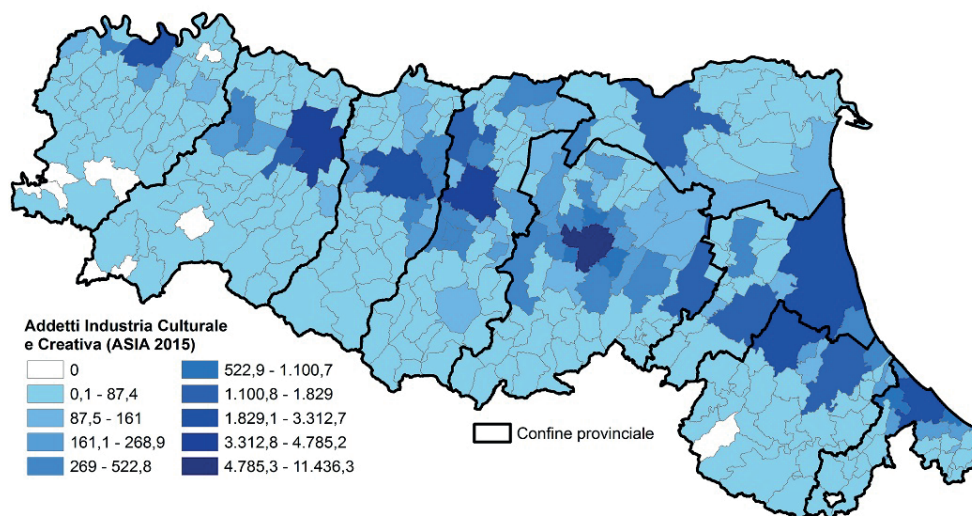 Addetti Industria Culturale
e Creativa (ASIA 2015)
0
0,1 - 87,4
87,5 - 161
161,1 - 268,9
269 - 522,8
522,9 - 1.100,7
1.100,8 - 1.829
1.829,1 - 3.312,7
3.312,8 - 4.785,2
4.785,3 - 11.436,3
Confine provinciale